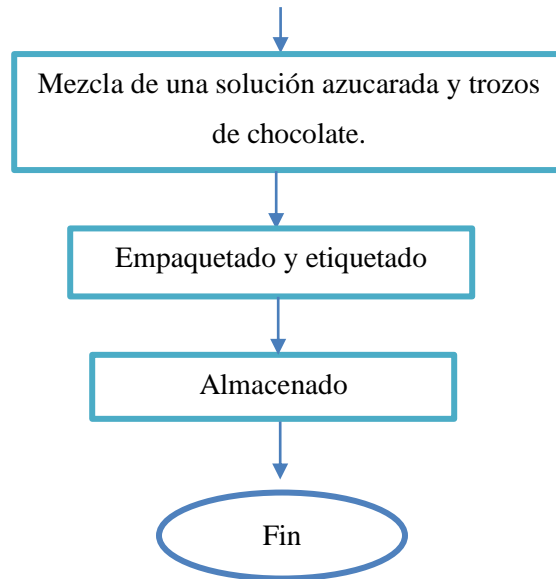 Mezcla de una solución azucarada y trozos
de chocolate.
Empaquetado y etiquetado
Almacenado
Fin